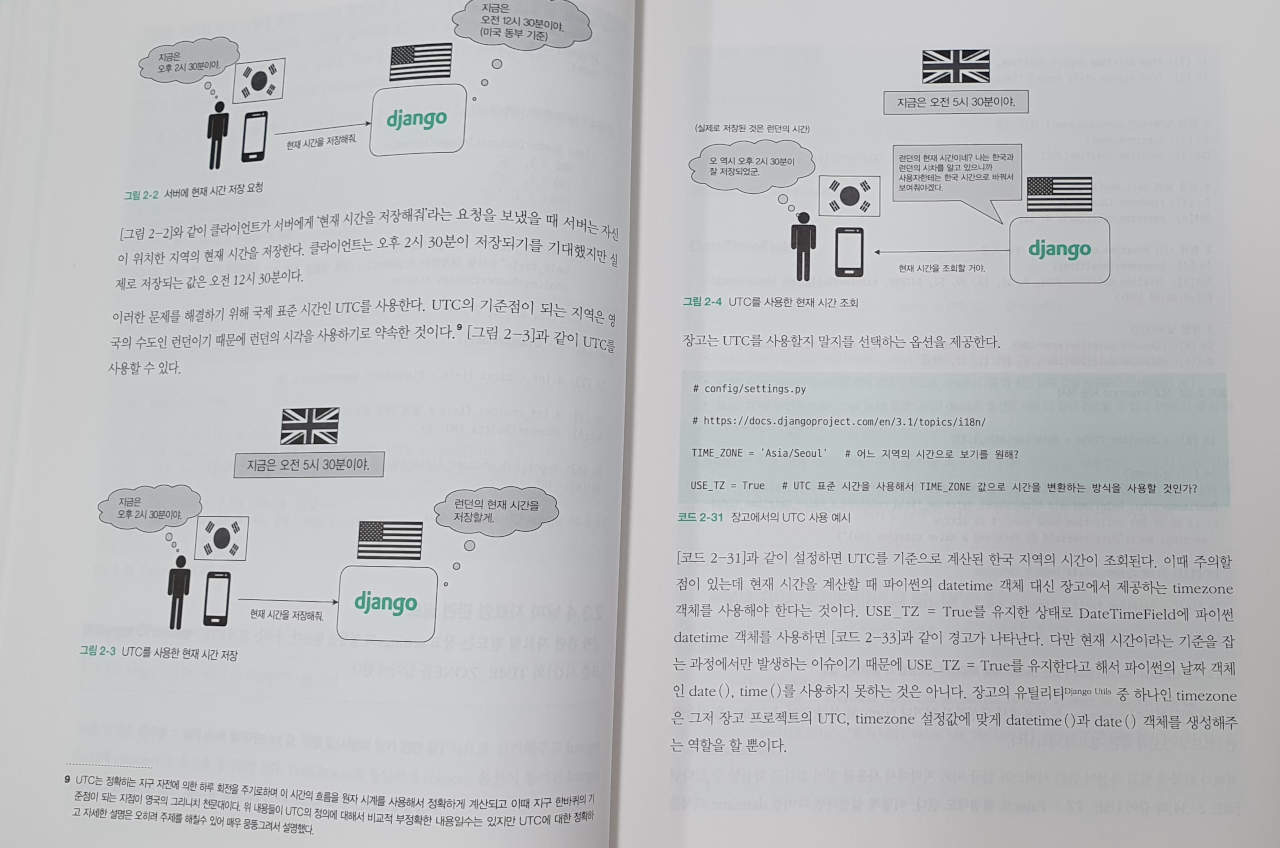 지금은
오후 2시 30분이야.
지금은
오전 12시 30분이야.
(미국 동부 기준)
django
현재 시간을 저장해줘.
그림 2-2 서버에 현재 시간 저장 요청
[그림 2-2]와 같이 클라이언트가 서버에게 '현재 시간을 저장해줘'라는 요청을 보냈을 때 서버는 자신
이 위치한 지역의 현재 시간을 저장한다. 클라이언트는 오후 2시 30분이 저장되기를 기대했지만 실
제로 저장되는 값은 오전 12시 30분이다.
이러한 문제를 해결하기 위해 국제 표준 시간인 UTC를 사용한다. UTC의 기준점이 되는 지역은 영
국의 수도인 런던이기 때문에 런던의 시각을 사용하기로 약속한 것이다.9 [그림 2-3]과 같이 UTC를
사용할 수 있다.
지금은 오전 5시 30분이야.
지금은
오후 2시 30분이야.
런던의 현재 시간을
저장할게.
django
현재 시간을 저장해줘.
그림 2-3 UTC를 사용한 현재 시간 저장
9 UTC는 정확하는 지구 자전에 의한 하루 회전을 주기로하며 이 시간의 흐름을 원자 시계를 사용해서 정확하게 계산되고 이때 지구 한바퀴의 기
준점이 되는 지점이 영국의 그리니치 천문대이다. 위 내용들이 UTC의 정의에 대해서 비교적 부정확한 내용일수는 있지만 UTC에 대한 정확하
고 자세한 설명은 오히려 주제를 해칠수 있어 매우 뭉퉁그려서 설명했다.
지금은 오전 5시 30분이야.
(실제로 저장된 것은 런던의 시간)
오 역시 오후 2시 30분이
잘 저장되었군.
런던의 현재 시간이네? 나는 한국과
런던의 시차를 알고 있으니까
사용자한테는 한국 시간으로 바꿔서
보여줘야겠다.
django
현재 시간을 조회할 거야.
그림 2-4 UTC를 사용한 현재 시간 조회
장고는 UTC를 사용할지 말지를 선택하는 옵션을 제공한다.
# config/settings.py
# https://docs.djangoproject.com/en/3.1/topics/i18n/
TIME_ZONE = 'Asia/Seoul' # 어느 지역의 시간으로 보기를 원해?
USE_TZ = True # UTC 표준 시간을 사용해서 TIME_ZONE 값으로 시간을 변환하는 방식을 사용할 것인가?
코드 2-31 장고에서의 UTC 사용 예시
[코드 2-31]과 같이 설정하면 UTC를 기준으로 계산된 한국 지역의 시간이 조회된다. 이때 주의할
점이 있는데 현재 시간을 계산할 때 파이썬의 datetime 객체 대신 장고에서 제공하는 timezone
객체를 사용해야 한다는 것이다. USE_TZ = True를 유지한 상태로 DateTimeField에 파이썬
datetime 객체를 사용하면 [코드 2-33]과 같이 경고가 나타난다. 다만 현재 시간이라는 기준을 잡
는 과정에서만 발생하는 이슈이기 때문에 USE_TZ = True를 유지한다고 해서 파이썬의 날짜 객체
인 date(), time()를 사용하지 못하는 것은 아니다. 장고의 유틸리티Django Utils 중 하나인 timezone
은 그저 장고 프로젝트의 UTC, timezone 설정값에 맞게 datetime()과 date() 객체를 생성해주
는 역할을 할 뿐이다.